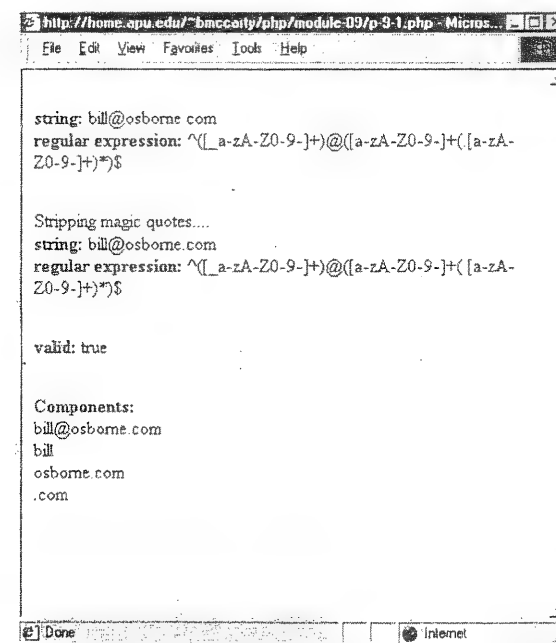 http://home.apu.edu/~bmccarty/php/module-09/p-9-1.php - Micros...
File Edit View Favorites Tools Help
string: bill@osborne.com
regular expression: ^([_a-zA-Z0-9-]+)@([a-zA-Z0-9-]+(.[a-zA-
Z0-9-]+)*)$
Stripping magic quotes....
string: bill@osborne.com
regular expression: ^([_a-zA-Z0-9-]+)@([a-zA-Z0-9-]+(.[a-zA-
Z0-9-]+)*)$
valid: true
Components:
bill@osborne.com
bill
osborne.com
.com
Done
Internet